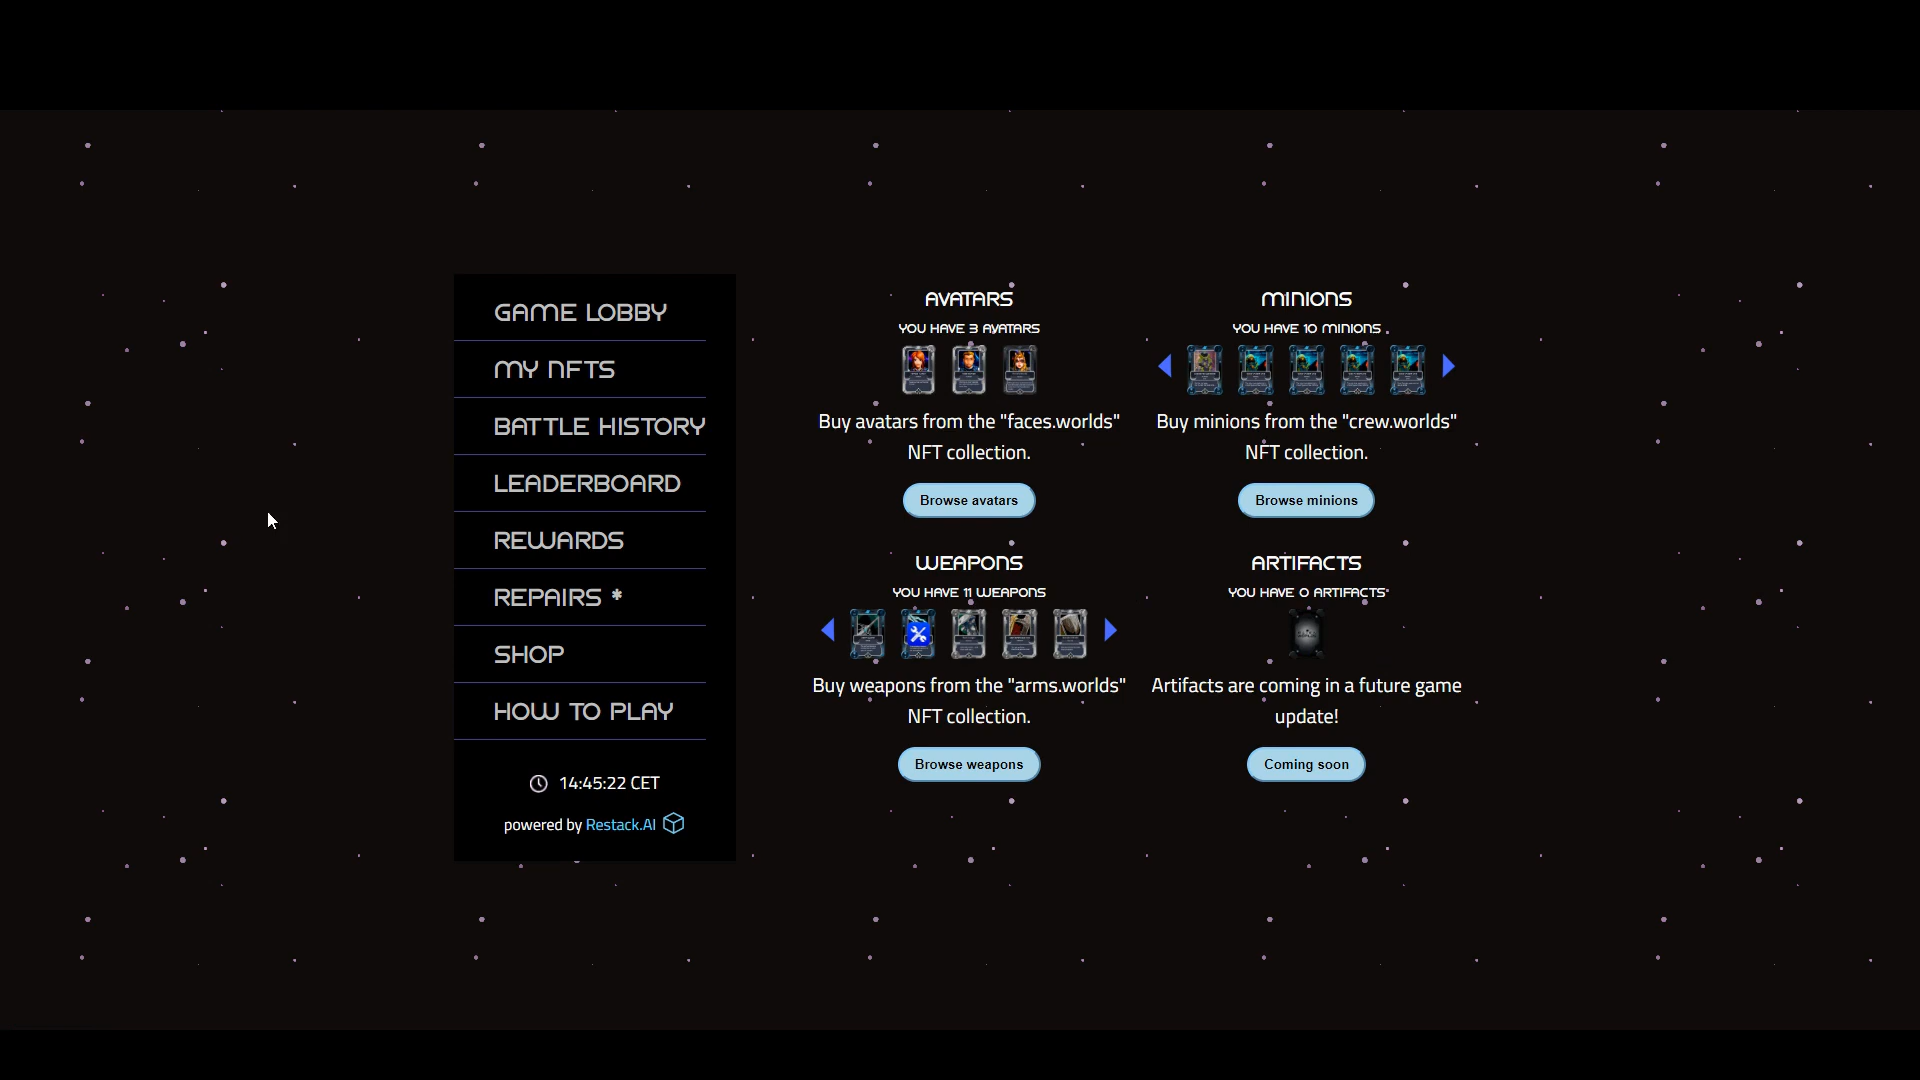 GAME LOBBY
MY NFTS
BATTLE HISTORY
LEADERBOARD
REWARDS
REPAIRS *
SHOP
HOW TO PLAY
14:45:22 CET
powered by Restack.AI
AVATARS
YOU HAVE 3 AVATARS
Buy avatars from the "faces.worlds"
NFT collection.
Browse avatars
MINIONS
YOU HAVE 10 MINIONS
Buy minions from the "crew.worlds"
NFT collection.
Browse minions
WEAPONS
YOU HAVE 11 WEAPONS
Buy weapons from the "arms.worlds"
NFT collection.
Browse weapons
ARTIFACTS
YOU HAVE 0 ARTIFACTS
Artifacts are coming in a future game
update!
Coming soon